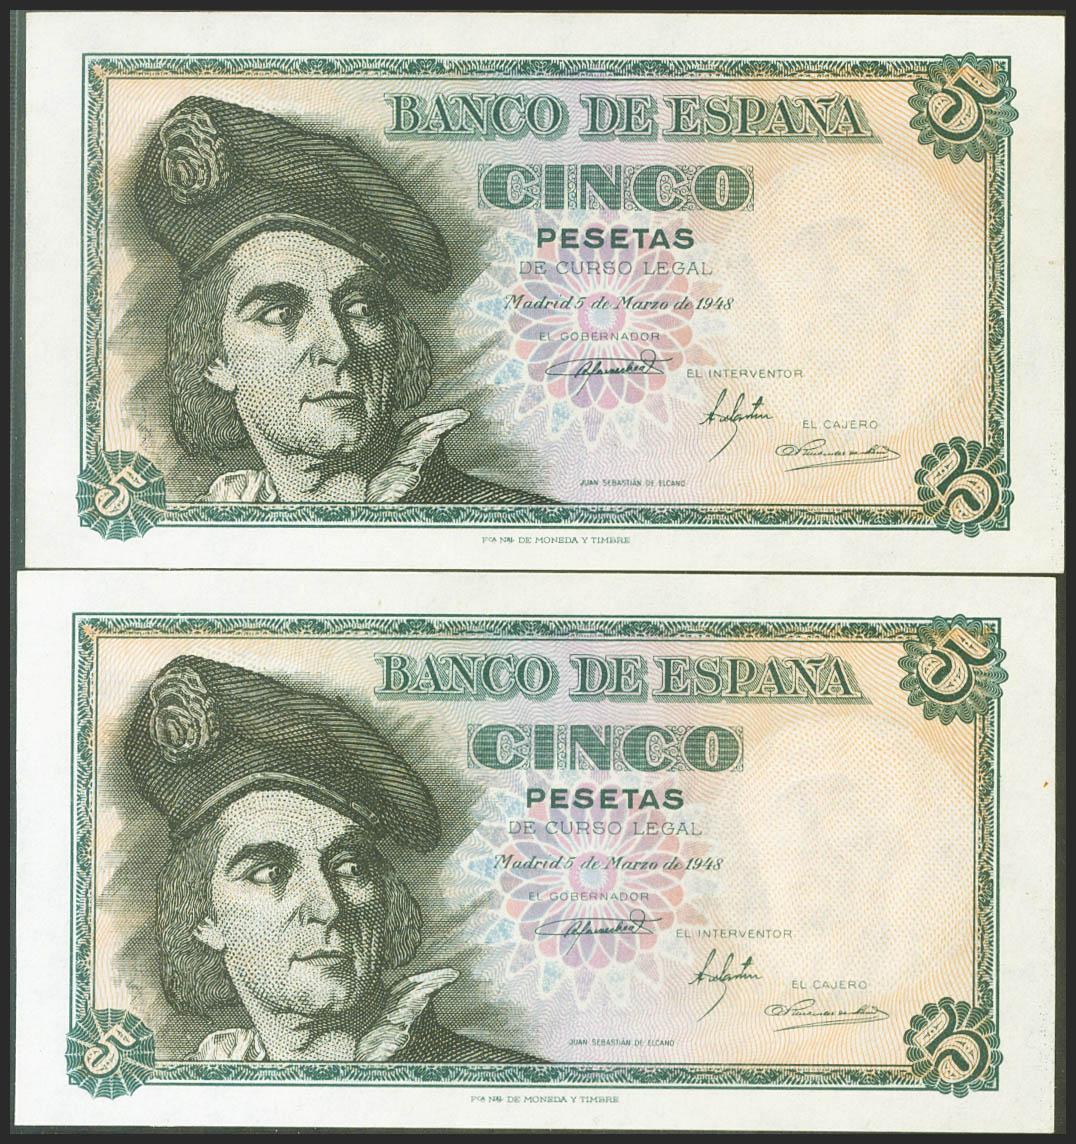 BANCO DE ESPAÑA
5
CINCO
PESETAS
DE CURSO LEGAL
Madrid 5 de Marzo de 1948
EL GOBERNADOR
EL INTERVENTOR
EL CAJERO
JUAN SEBASTIÁN DE ELCANO
5
5
FCA NAL DE MONEDA Y TIMBRE
BANCO DE ESPAÑA
5
CINCO
PESETAS
DE CURSO LEGAL
Madrid 5 de Marzo de 1948
EL GOBERNADOR
EL INTERVENTOR
EL CAJERO
JUAN SEBASTIÁN DE ELCANO
5
5
FCA NAL DE MONEDA Y TIMBRE